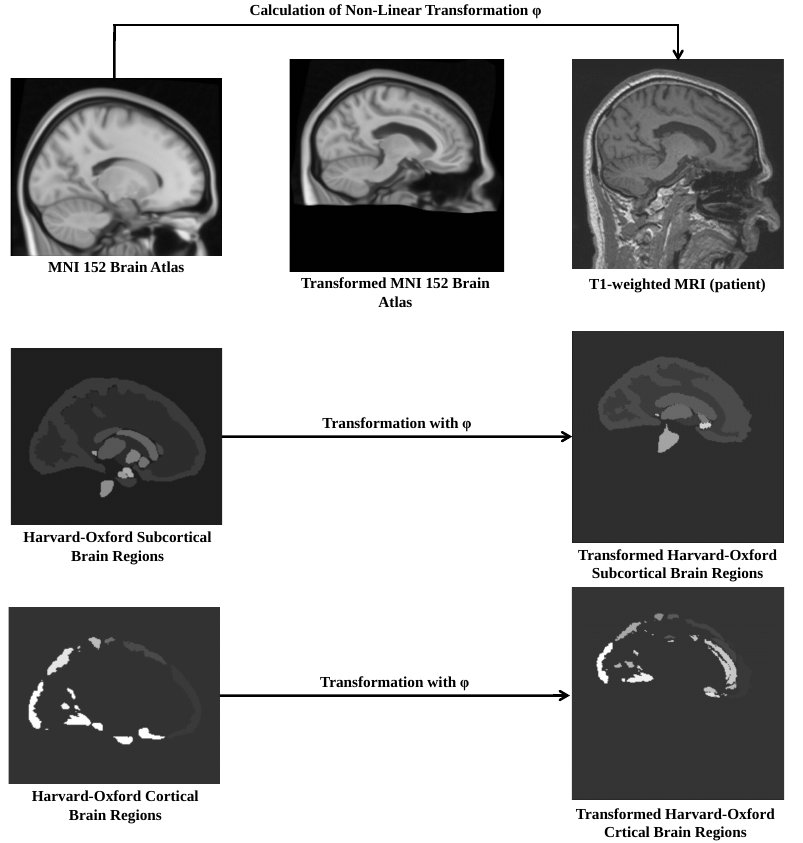 Calculation of Non-Linear Transformation φ
MNI 152 Brain Atlas
Transformed MNI 152 Brain
Atlas
T1-weighted MRI (patient)
Transformation with φ
Harvard-Oxford Subcortical
Brain Regions
Transformed Harvard-Oxford
Subcortical Brain Regions
Transformation with φ
Harvard-Oxford Cortical
Brain Regions
Transformed Harvard-Oxford
Crtical Brain Regions